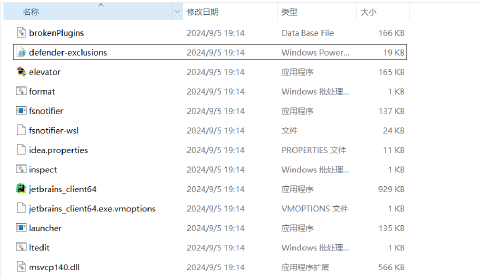 名称 修改日期 类型 大小
brokenPlugins 2024/9/5 19:14 Data Base File 166 KB
defender-exclusions 2024/9/5 19:14 Windows Power... 19 KB
elevator 2024/9/5 19:14 应用程序 165 KB
format 2024/9/5 19:14 Windows 批处理... 1 KB
fsnotifier 2024/9/5 19:14 应用程序 137 KB
fsnotifier-wsl 2024/9/5 19:14 文件 24 KB
idea.properties 2024/9/5 19:14 PROPERTIES 文件 11 KB
inspect 2024/9/5 19:14 Windows 批处理... 1 KB
jetbrains_client64 2024/9/5 19:14 应用程序 929 KB
jetbrains_client64.exe.vmoptions 2024/9/5 19:14 VMOPTIONS 文件 1 KB
launcher 2024/9/5 19:14 应用程序 135 KB
ltedit 2024/9/5 19:14 Windows 批处理... 1 KB
msvcp140.dll 2024/9/5 19:14 应用程序扩展 566 KB